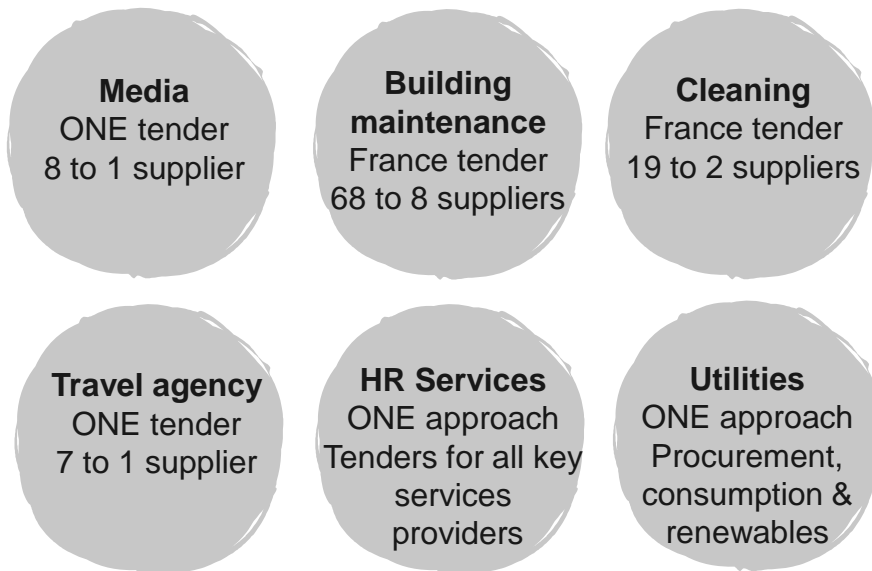 Media
ONE tender
8 to 1 supplier
Building
maintenance
France tender
68 to 8 suppliers
Cleaning
France tender
19 to 2 suppliers
Travel agency
ONE tender
7 to 1 supplier
HR Services
ONE approach
Tenders for all key
services
providers
Utilities
ONE approach
Procurement,
consumption &
renewables